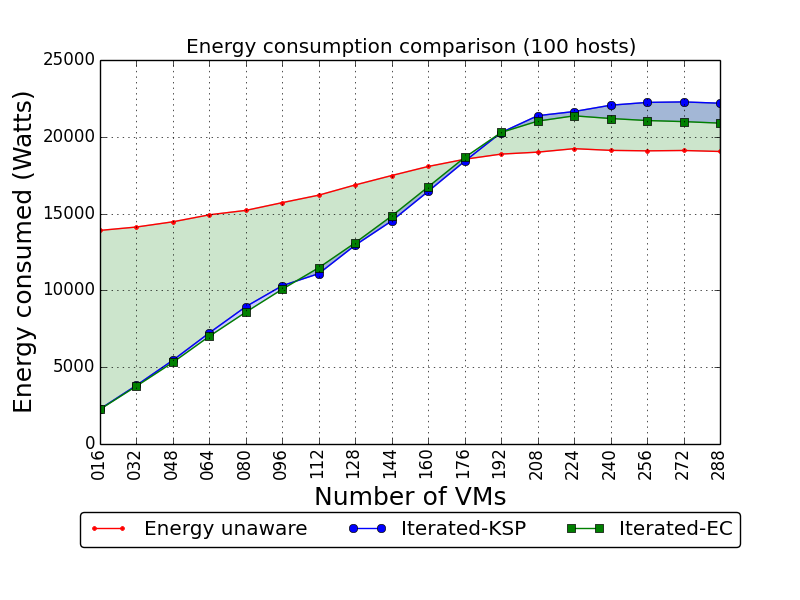 Energy consumption comparison (100 hosts)
Energy consumed (Watts)
25000
20000
15000
10000
5000
0
016 032 048 064 080 096 112 128 144 160 176 192 208 224 240 256 272 288
Number of VMs
Energy unaware Iterated-KSP Iterated-EC